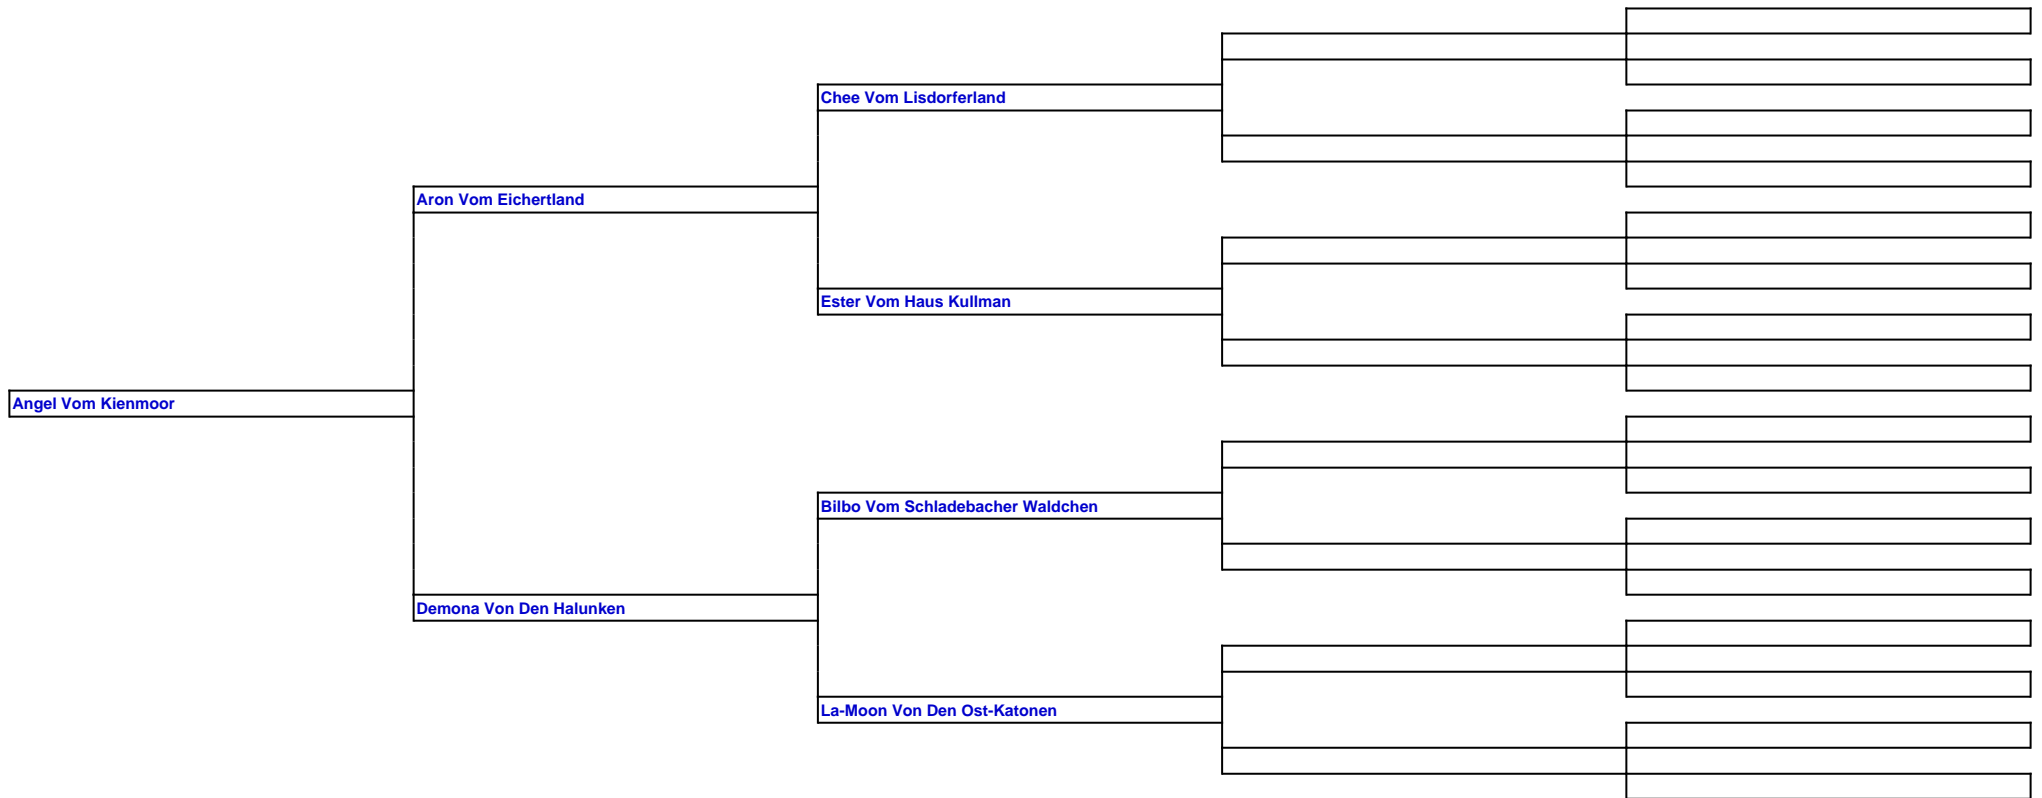 Chee Vom Lisdorferland
Aron Vom Eichertland
Ester Vom Haus Kullman
Angel Vom Kienmoor
Bilbo Vom Schladebacher Waldchen
Demona Von Den Halunken
La-Moon Von Den Ost-Katonen